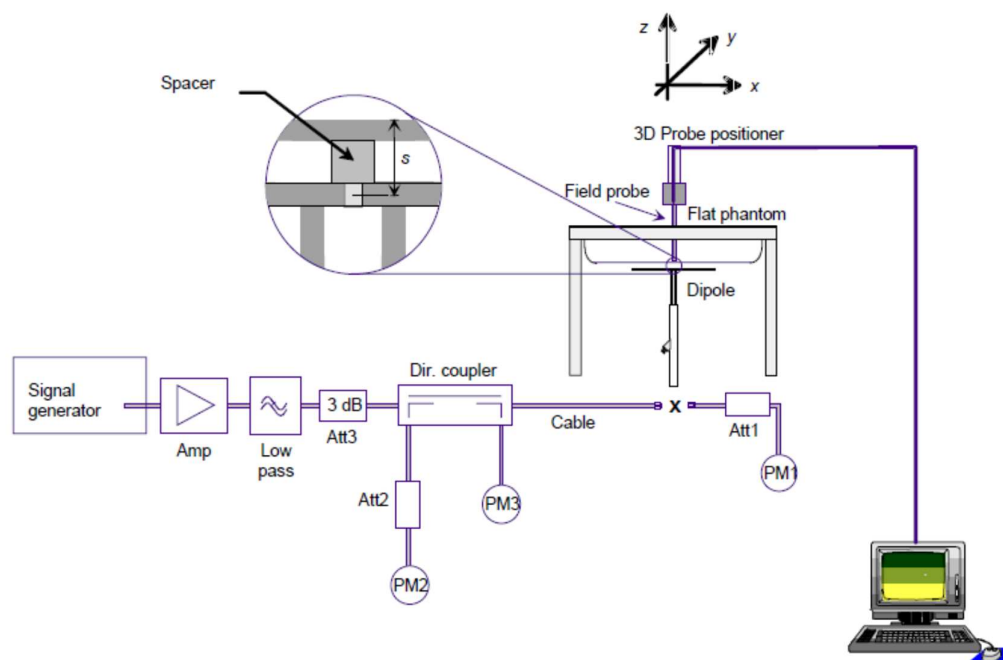 z
y
x
Spacer
s
3D Probe positioner
Field probe
Flat phantom
Dipole
Signal
generator
Amp
Low
pass
3 dB
Att3
Dir. coupler
Cable
X
Att1
PM1
Att2
PM3
PM2